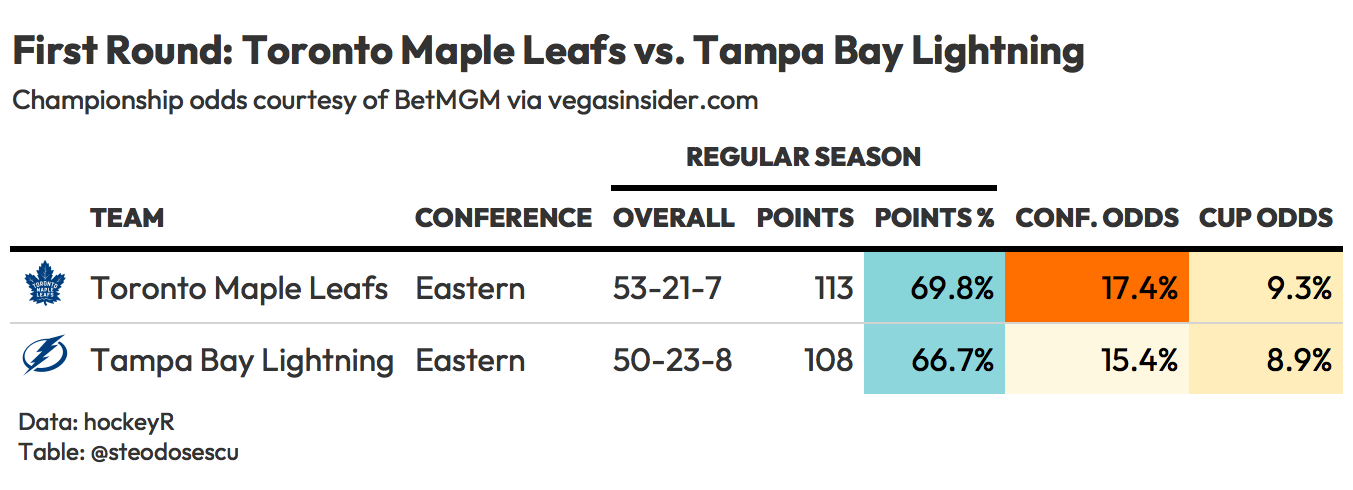 First Round: Toronto Maple Leafs vs. Tampa Bay Lightning
Championship odds courtesy of BetMGM via vegasinsider.com
REGULAR SEASON
TEAM CONFERENCE OVERALL POINTS POINTS % CONF. ODDS CUP ODDS
TORONTO
MAPLE
LEAFS
Toronto Maple Leafs Eastern 53-21-7 113 69.8% 17.4% 9.3%
Tampa Bay Lightning Eastern 50-23-8 108 66.7% 15.4% 8.9%
Data: hockeyR
Table: @steodosescu